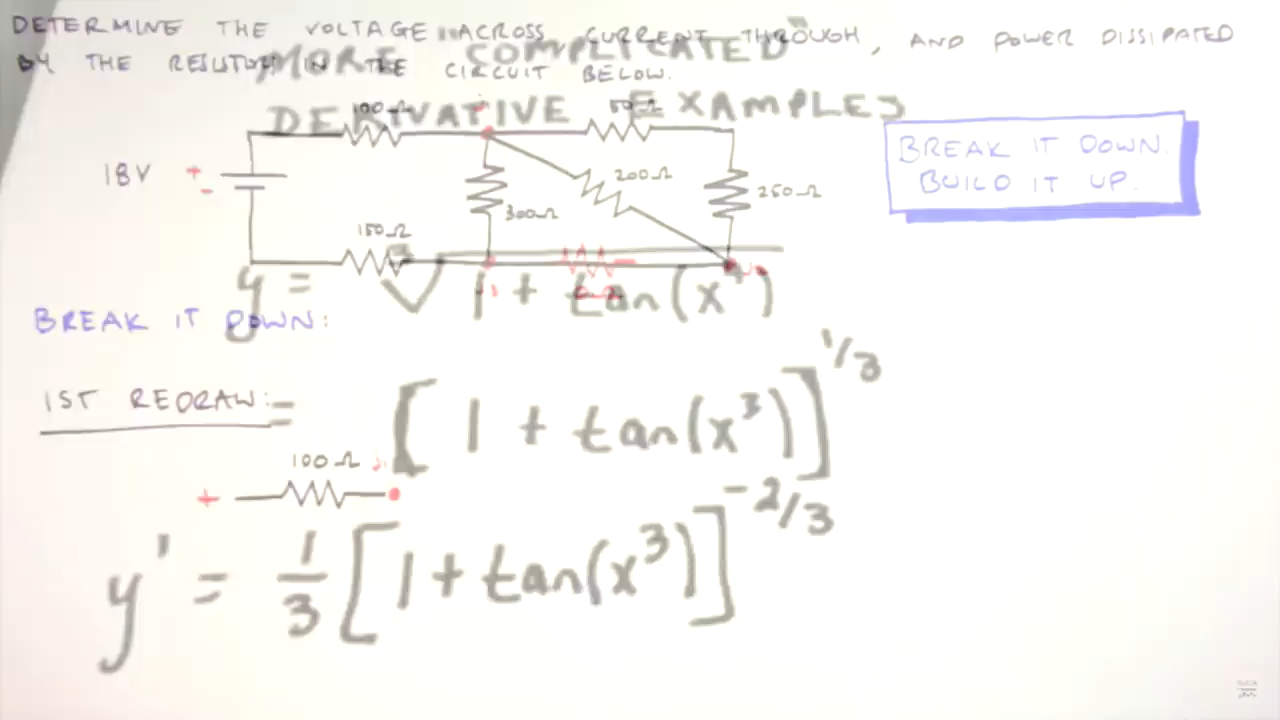 DETERMINE THE VOLTAGE ACROSS CURRENT THROUGH, AND POWER DISSIPATED
BY THE RESISTOR IN THE CIRCUIT BELOW.
MORE COMPLICATED
DERIVATIVE EXAMPLES
100Ω
50Ω
BREAK IT DOWN.
BUILD IT UP.
18V
+
-
300Ω
200Ω
250Ω
150Ω
y = ∛1 + tan(x³)
BREAK IT DOWN:
1ST REDRAW:
= [1 + tan(x³)]^1/3
100Ω
+
y' = 1/3 [1 + tan(x³)]^-2/3